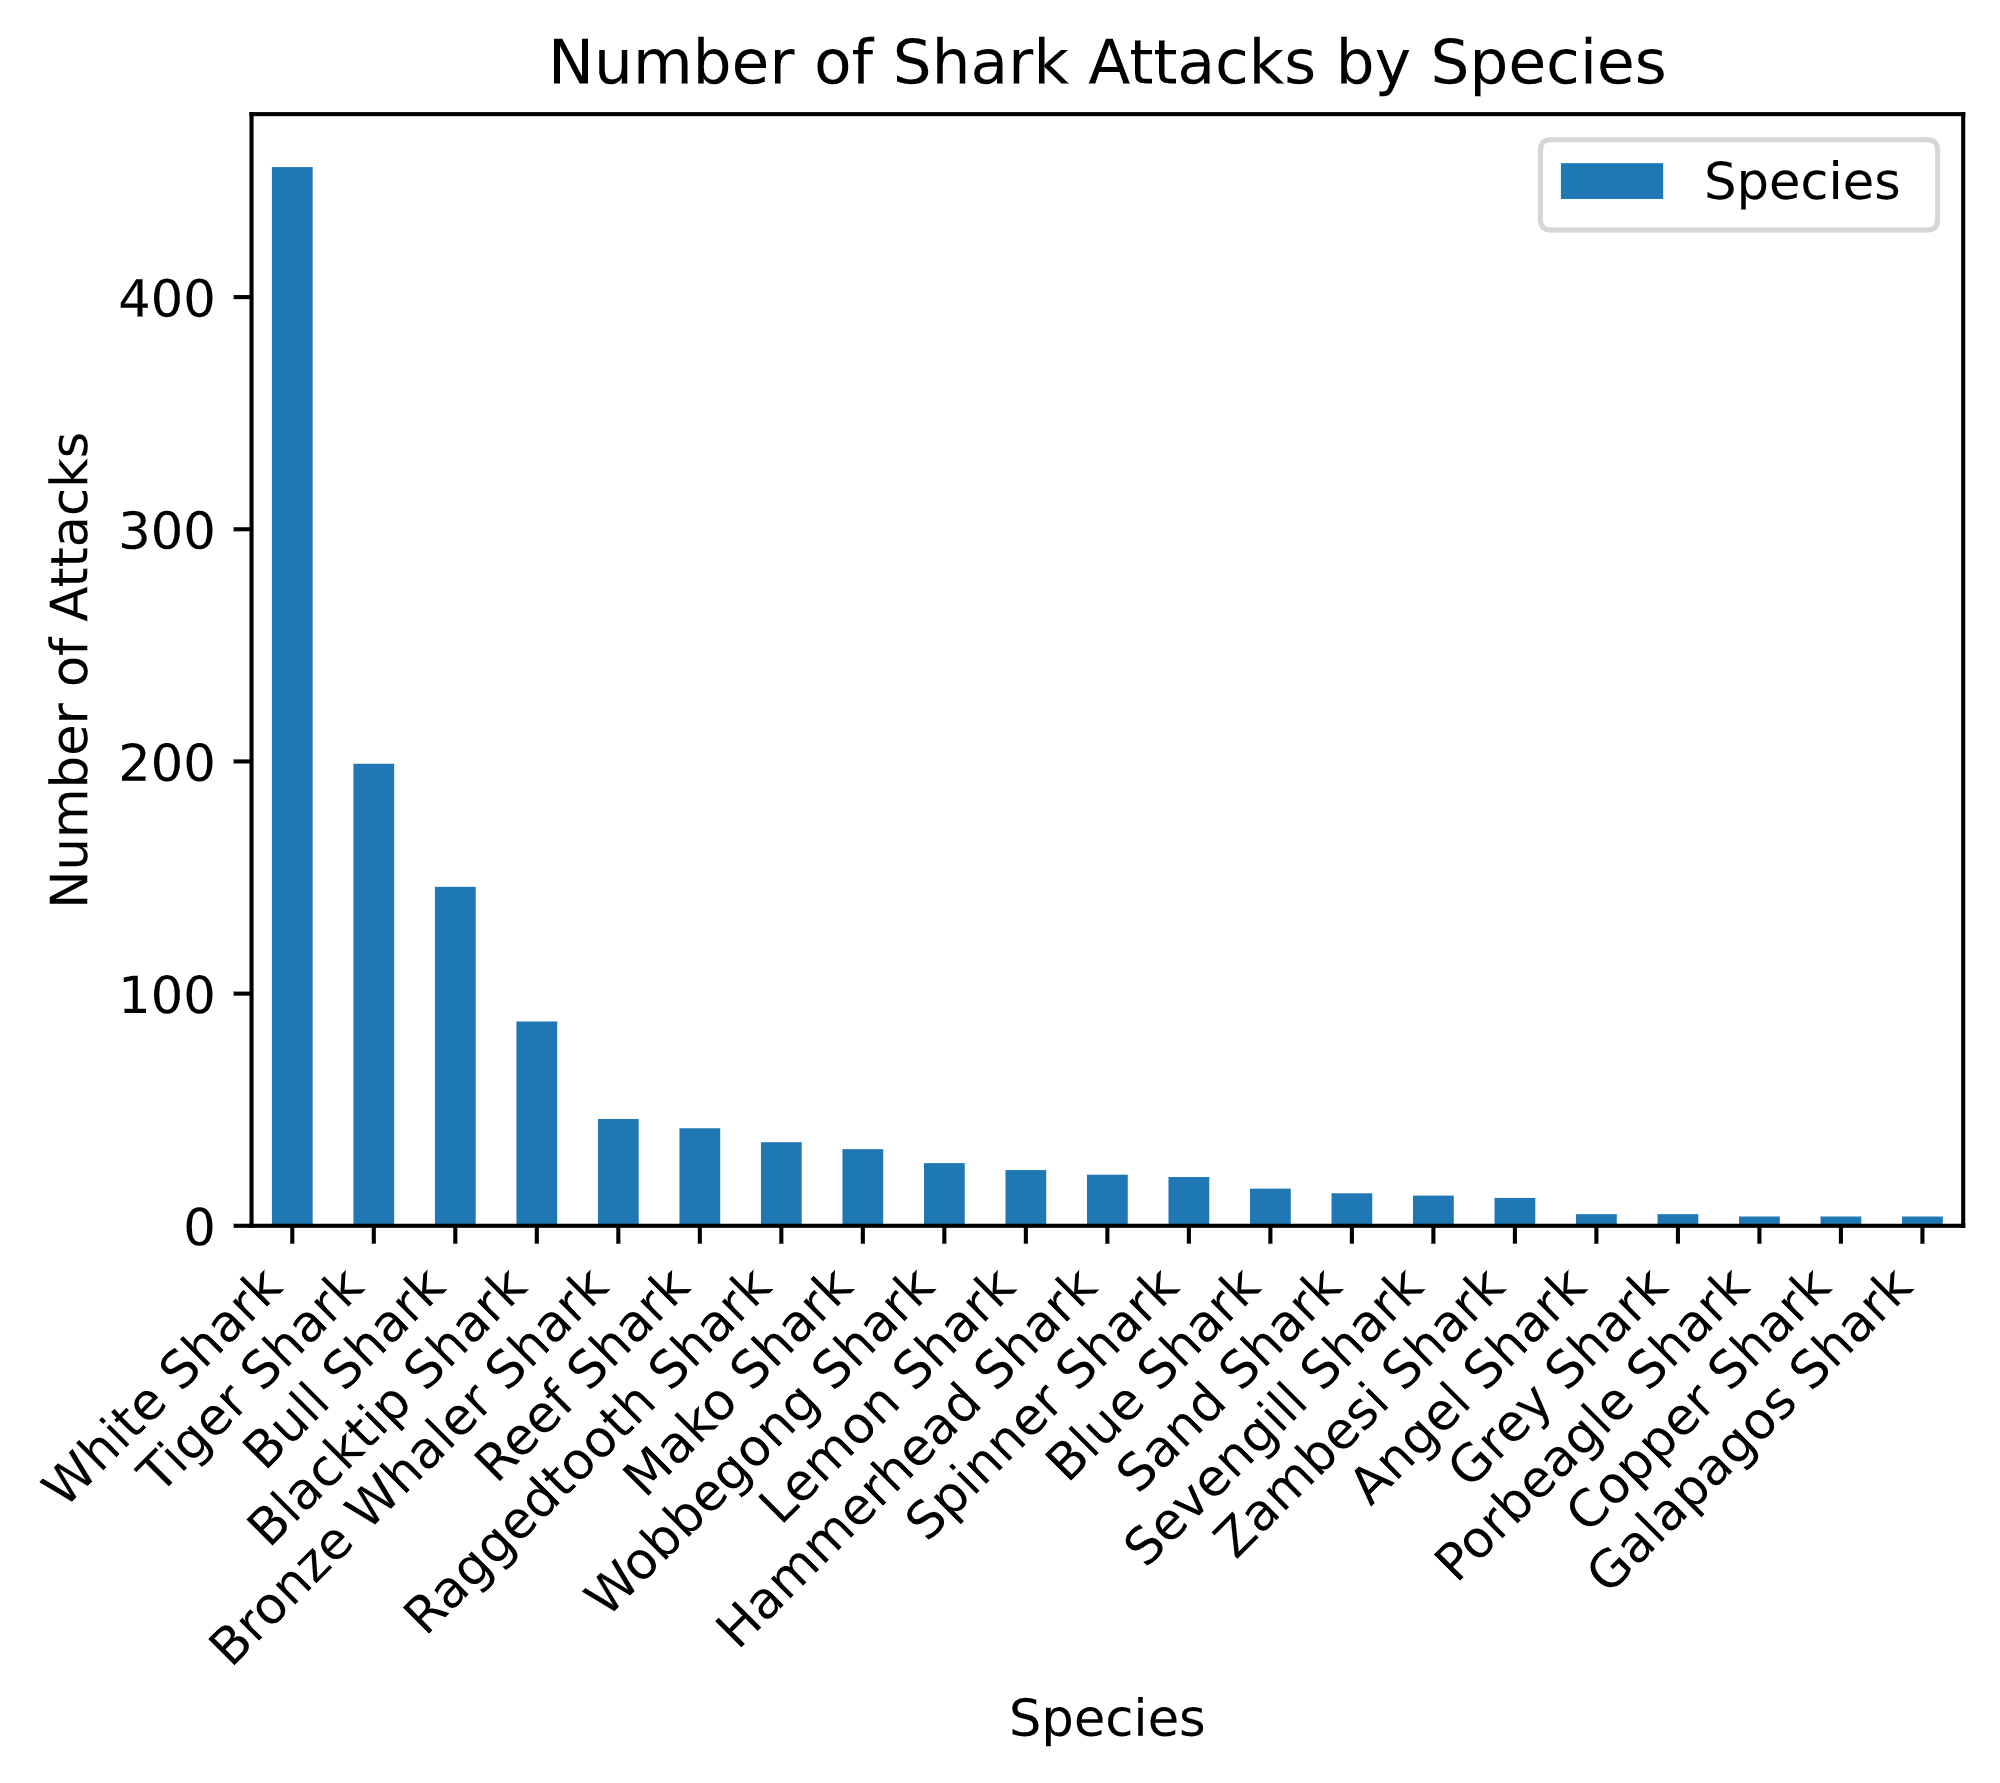 Number of Shark Attacks by Species
Species
400
300
200
100
0
Number of Attacks
White Shark
Tiger Shark
Bull Shark
Blacktip Shark
Bronze Whaler Shark
Reef Shark
Raggedtooth Shark
Mako Shark
Wobbegong Shark
Lemon Shark
Hammerhead Shark
Spinner Shark
Blue Shark
Sand Shark
Sevengill Shark
Zambesi Shark
Angel Shark
Grey Shark
Porbeagle Shark
Copper Shark
Galapagos Shark
Species